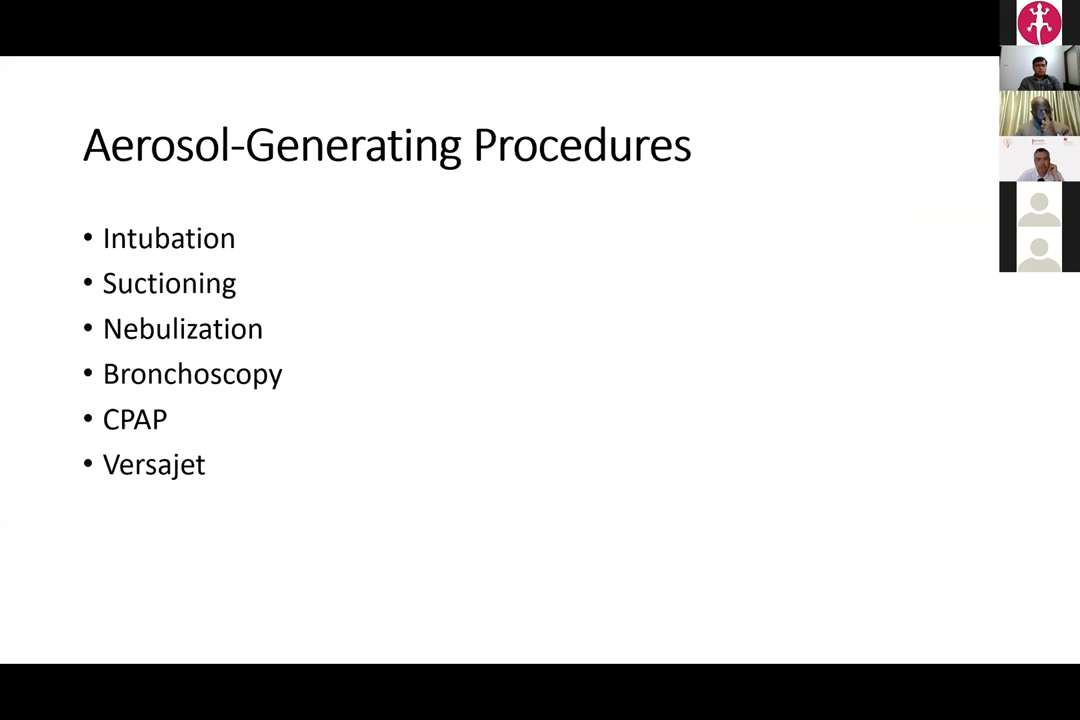 Aerosol-Generating Procedures
• Intubation
• Suctioning
• Nebulization
• Bronchoscopy
• CPAP
• Versajet